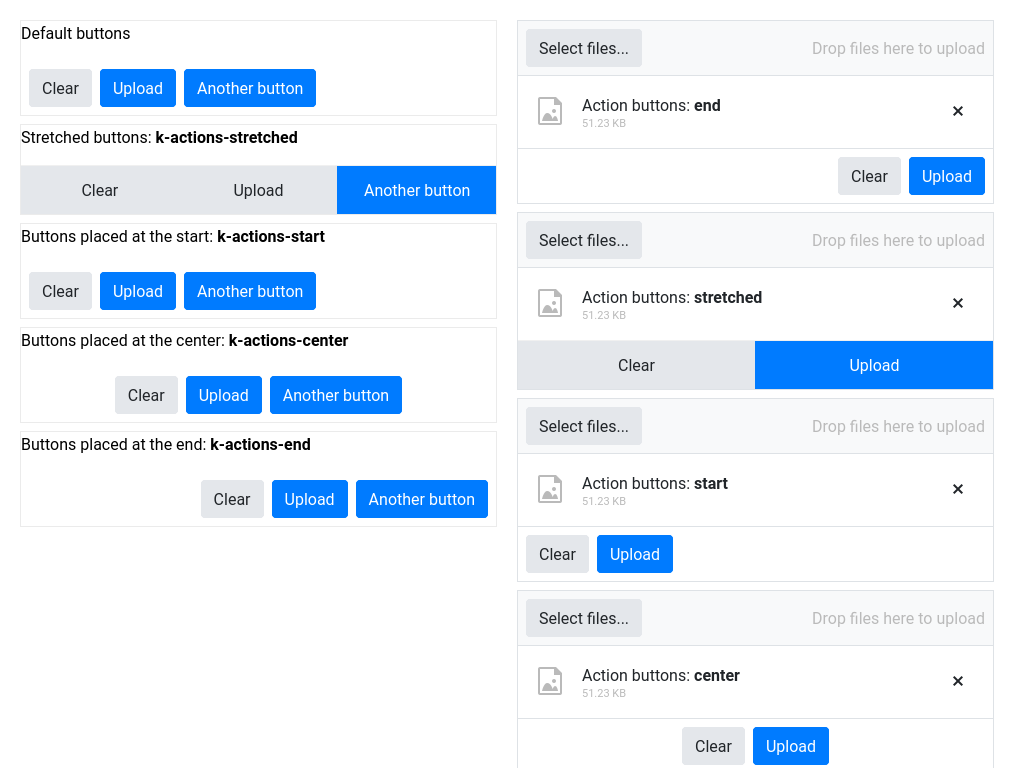 Default buttons
Clear Upload Another button
Stretched buttons: k-actions-stretched
Clear Upload Another button
Buttons placed at the start: k-actions-start
Clear Upload Another button
Buttons placed at the center: k-actions-center
Clear Upload Another button
Buttons placed at the end: k-actions-end
Clear Upload Another button
Select files... Drop files here to upload
Action buttons: end
51.23 KB
Clear Upload
Select files... Drop files here to upload
Action buttons: stretched
51.23 KB
Clear Upload
Select files... Drop files here to upload
Action buttons: start
51.23 KB
Clear Upload
Select files... Drop files here to upload
Action buttons: center
51.23 KB
Clear Upload